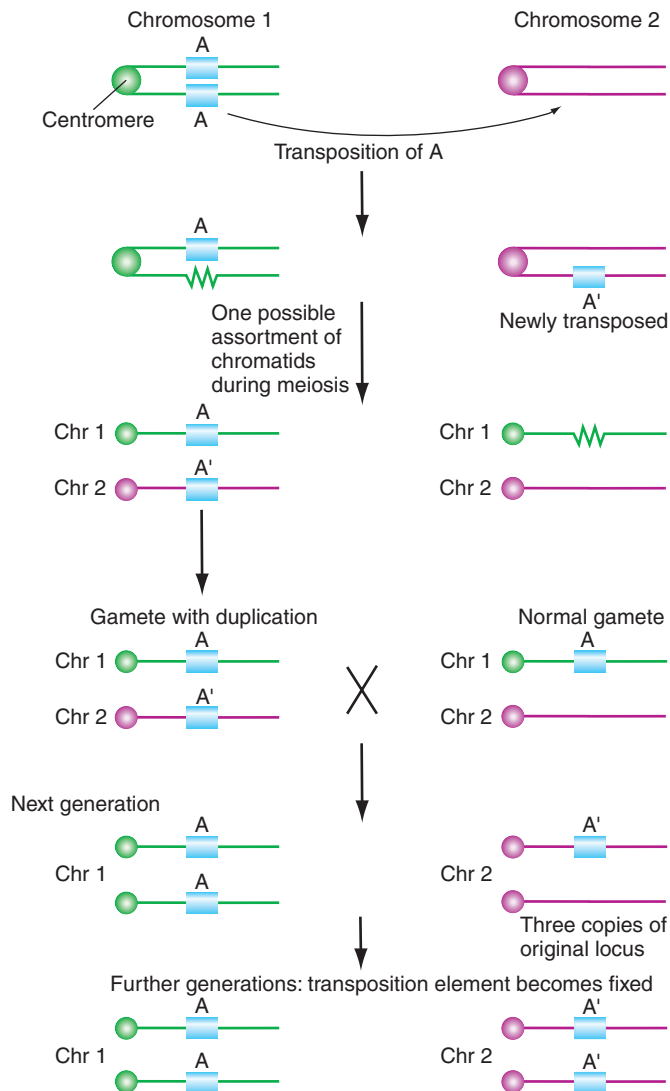 Chromosome 1
Chromosome 2
A
Centromere
A
Transposition of A
A
A'
Newly transposed
One possible
assortment of
chromatids
during meiosis
A
Chr 1
Chr 1
A'
Chr 2
Chr 2
Gamete with duplication
Normal gamete
A
A
Chr 1
Chr 1
A'
Chr 2
Chr 2
Next generation
A
A'
Chr 1
A
Chr 2
Three copies of
original locus
Further generations: transposition element becomes fixed
A
A'
Chr 1
A
Chr 2
A'